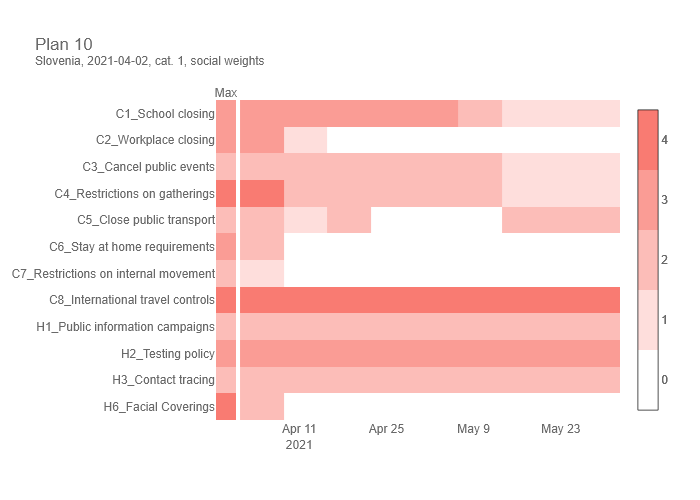 Plan 10
Slovenia, 2021-04-02, cat. 1, social weights
Max
C1_School closing
C2_Workplace closing
C3_Cancel public events
C4_Restrictions on gatherings
C5_Close public transport
C6_Stay at home requirements
C7_Restrictions on internal movement
C8_International travel controls
H1_Public information campaigns
H2_Testing policy
H3_Contact tracing
H6_Facial Coverings
4
3
2
1
0
Apr 11 Apr 25 May 9 May 23
2021